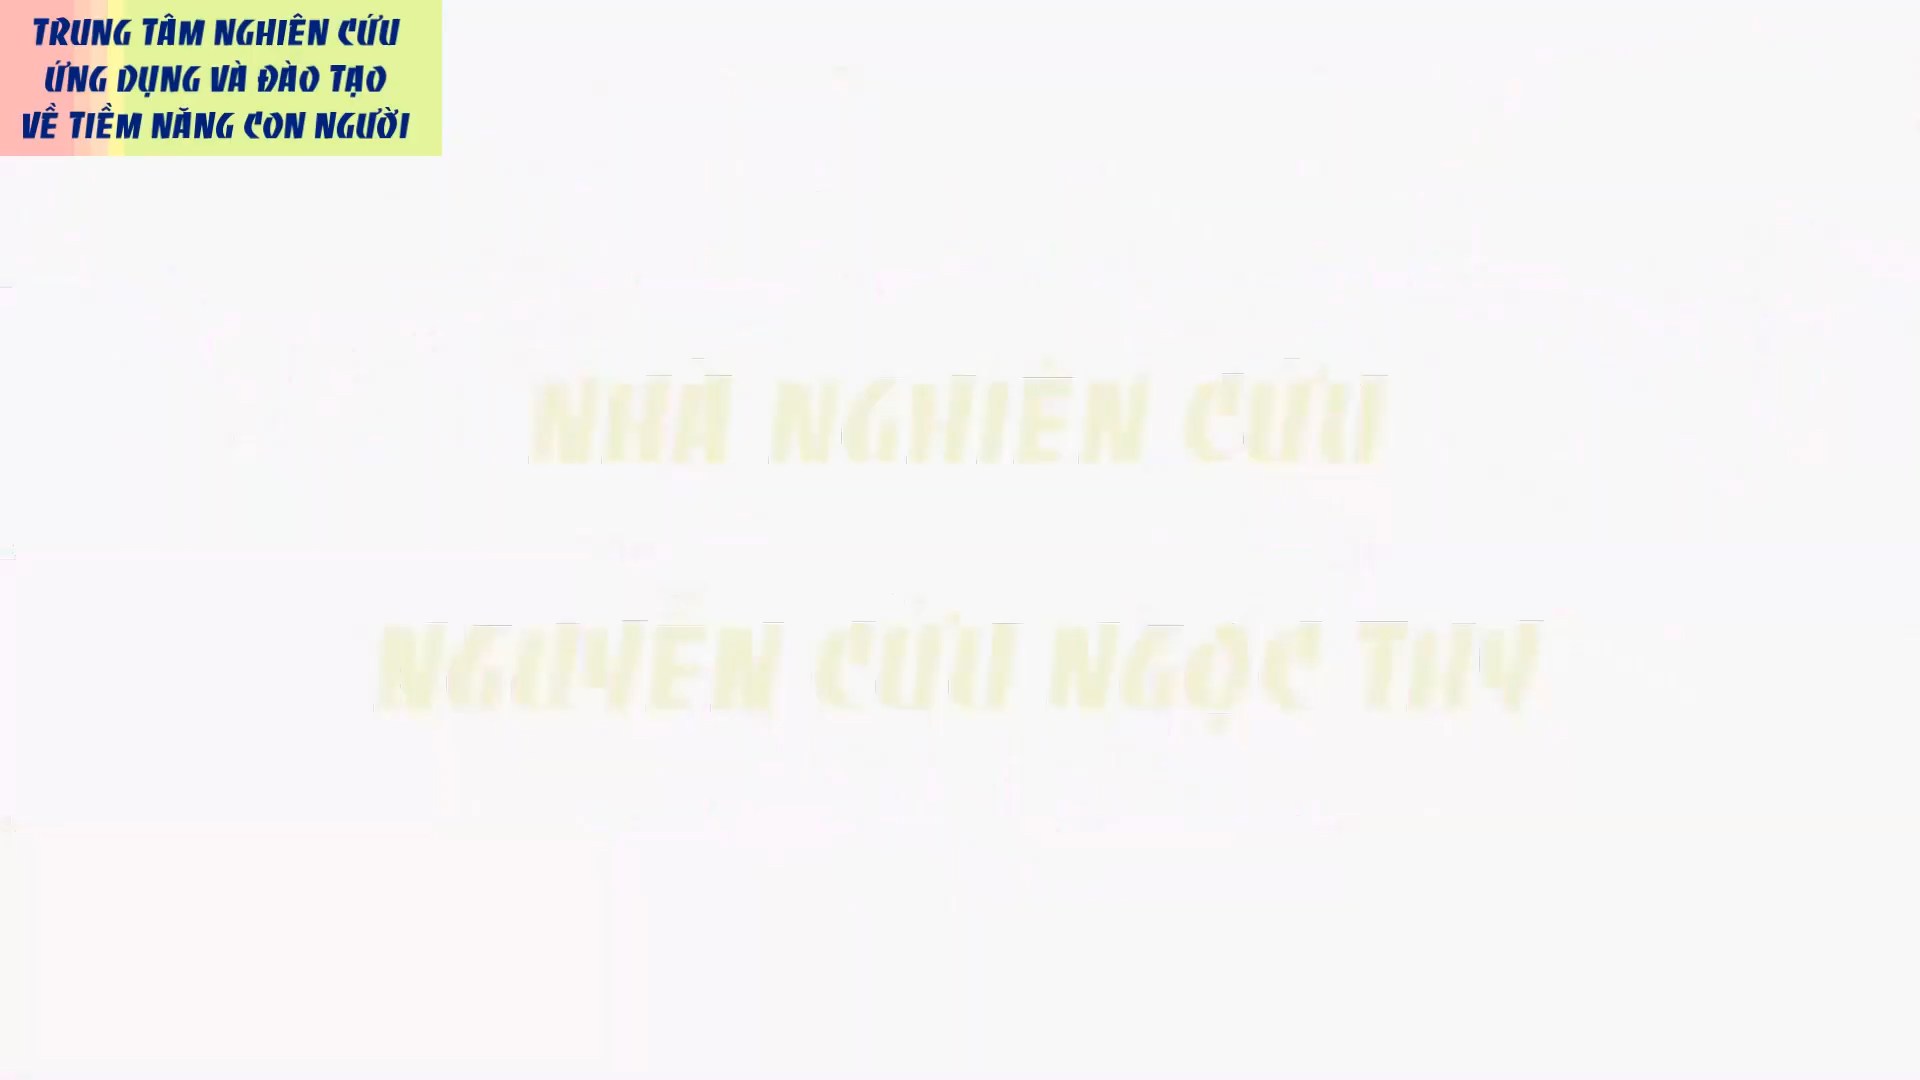 TRUNG TÂM NGHIÊN CỨU
ỨNG DỤNG VÀ ĐÀO TẠO
VỀ TIỀM NĂNG CON NGƯỜI
NHÀ NGHIÊN CỨU
NGUYỄN CỬU NGỌC THY